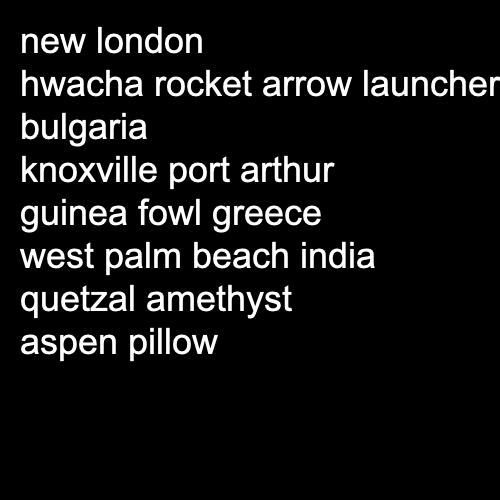 new london
hwacha rocket arrow launcher
bulgaria
knoxville port arthur
guinea fowl greece
west palm beach india
quetzal amethyst
aspen pillow